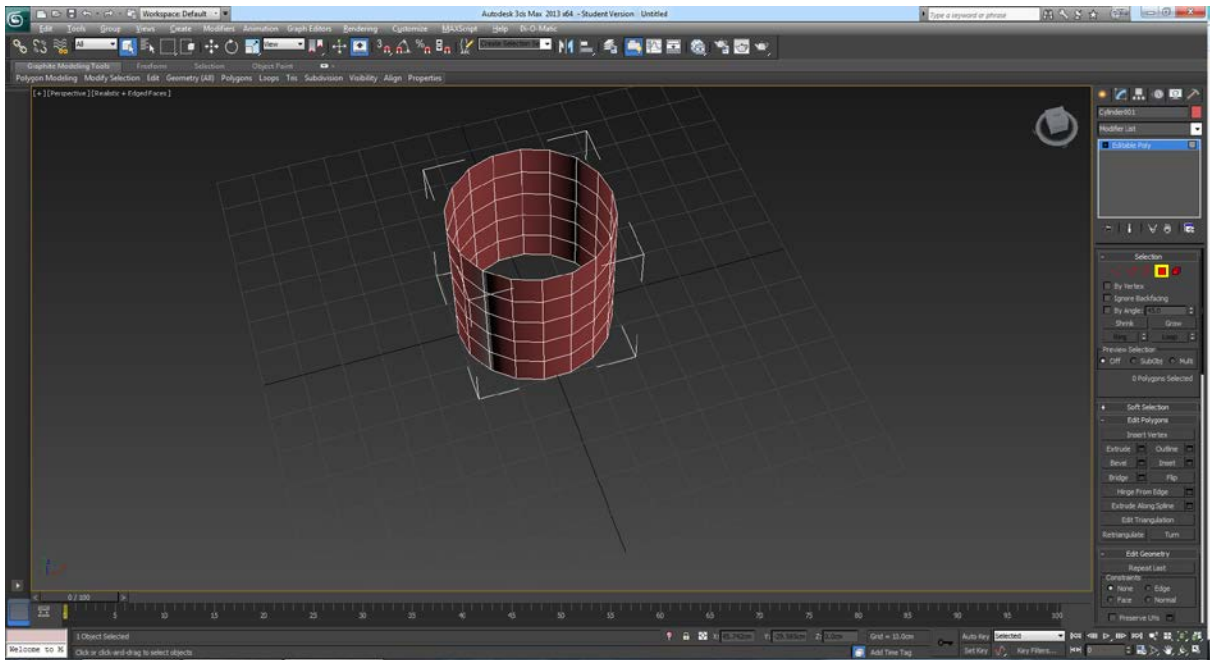 Workspace: Default
Autodesk 3ds Max 2013 x64 - Student Version Untitled
Type a keyword or phrase
Edit Tools Group Views Create Modifiers Animation Graph Editors Rendering Customize MAXScript Help Di-O-Matic
All
View
Create Selection Se
Graphite Modeling Tools Freeform Selection Object Paint
Polygon Modeling Modify Selection Edit Geometry (All) Polygons Loops Tris Subdivision Visibility Align Properties
[+][Perspective][Realistic + Edged Faces]
Cylinder001
Modifier List
Editable Poly
Selection
By Vertex
Ignore Backfacing
By Angle:
Shrink Grow
Ring Loop
Preview Selection
Off SubObj Multi
0 Polygons Selected
Soft Selection
Edit Polygons
Insert Vertex
Extrude Outline
Bevel Inset
Bridge Flip
Hinge From Edge
Extrude Along Spline
Edit Triangulation
Retriangulate Turn
Edit Geometry
Repeat Last
Constraints
None Edge
Face Normal
Preserve UVs
0 / 100
5 10 15 20 25 30 35 40 45 50 55 60 65 70 75 80 85 90 95 100
1 Object Selected
X: Y: Z: 0.0cm Grid = 10.0cm
Auto Key Selected
Welcome to M
Click or click-and-drag to select objects
Add Time Tag
Set Key Key Filters... 0